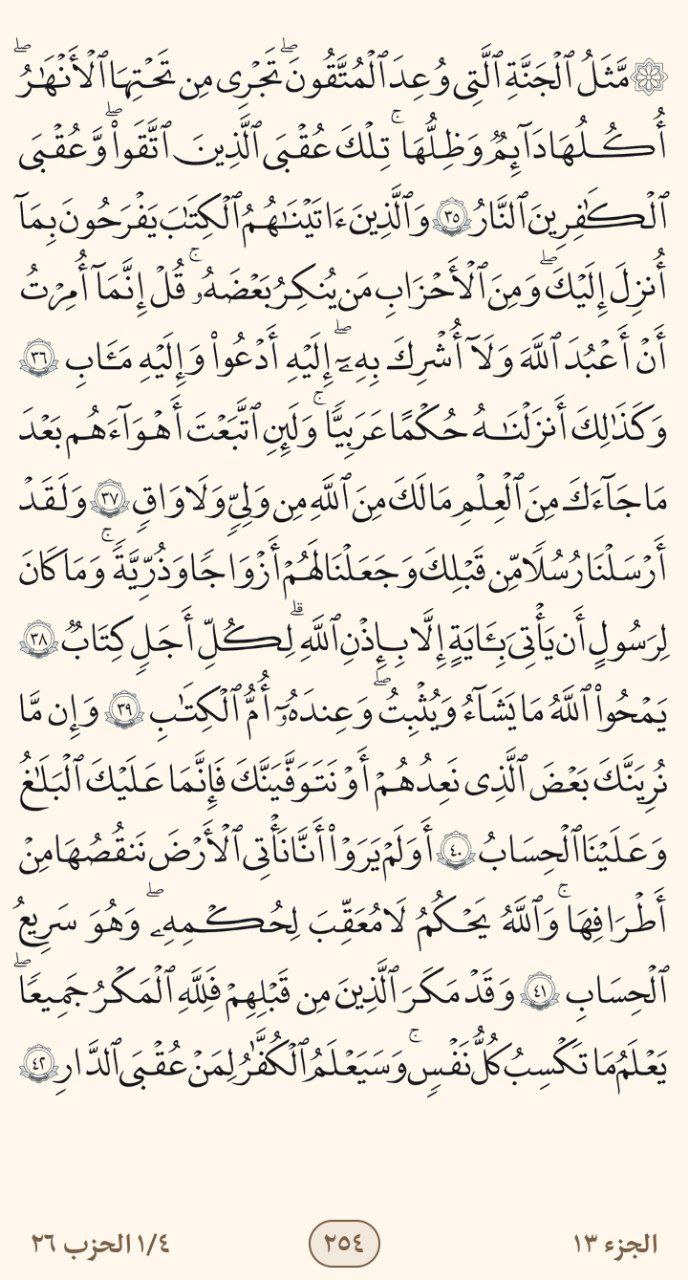 ۞ مَّثَلُ ٱلْجَنَّةِ ٱلَّتِى وُعِدَ ٱلْمُتَّقُونَ ۖ تَجْرِى مِن تَحْتِهَا ٱلْأَنْهَٰرُ ۖ
أُكُلُهَا دَآئِمٌ وَظِلُّهَا ۚ تِلْكَ عُقْبَى ٱلَّذِينَ ٱتَّقَوا۟ ۖ وَّعُقْبَى
ٱلْكَٰفِرِينَ ٱلنَّارُ ٣٥ وَٱلَّذِينَ ءَاتَيْنَٰهُمُ ٱلْكِتَٰبَ يَفْرَحُونَ بِمَآ
أُنزِلَ إِلَيْكَ ۖ وَمِنَ ٱلْأَحْزَابِ مَن يُنكِرُ بَعْضَهُۥ ۚ قُلْ إِنَّمَآ أُمِرْتُ
أَنْ أَعْبُدَ ٱللَّهَ وَلَآ أُشْرِكَ بِهِۦٓ ۖ إِلَيْهِ أَدْعُوا۟ وَإِلَيْهِ مَـَٔابِ ٣٦
وَكَذَٰلِكَ أَنزَلْنَٰهُ حُكْمًا عَرَبِيًّا ۚ وَلَئِنِ ٱتَّبَعْتَ أَهْوَآءَهُم بَعْدَ
مَا جَآءَكَ مِنَ ٱلْعِلْمِ مَا لَكَ مِنَ ٱللَّهِ مِن وَلِىٍّ وَلَا وَاقٍ ٣٧ وَلَقَدْ
أَرْسَلْنَا رُسُلًا مِّن قَبْلِكَ وَجَعَلْنَا لَهُمْ أَزْوَٰجًا وَذُرِّيَّةً ۚ وَمَا كَانَ
لِرَسُولٍ أَن يَأْتِىَ بِـَٔايَةٍ إِلَّا بِإِذْنِ ٱللَّهِ ۗ لِكُلِّ أَجَلٍ كِتَابٌ ٣٨
يَمْحُوا۟ ٱللَّهُ مَا يَشَآءُ وَيُثْبِتُ ۖ وَعِندَهُۥٓ أُمُّ ٱلْكِتَٰبِ ٣٩ وَإِن مَّا
نُرِيَنَّكَ بَعْضَ ٱلَّذِى نَعِدُهُمْ أَوْ نَتَوَفَّيَنَّكَ فَإِنَّمَا عَلَيْكَ ٱلْبَلَٰغُ
وَعَلَيْنَا ٱلْحِسَابُ ٤٠ أَوَلَمْ يَرَوْا۟ أَنَّا نَأْتِى ٱلْأَرْضَ نَنقُصُهَا مِنْ
أَطْرَافِهَا ۚ وَٱللَّهُ يَحْكُمُ لَا مُعَقِّبَ لِحُكْمِهِۦ ۖ وَهُوَ سَرِيعُ
ٱلْحِسَابِ ٤١ وَقَدْ مَكَرَ ٱلَّذِينَ مِن قَبْلِهِمْ فَلِلَّهِ ٱلْمَكْرُ جَمِيعًا ۖ
يَعْلَمُ مَا تَكْسِبُ كُلُّ نَفْسٍ ۗ وَسَيَعْلَمُ ٱلْكُفَّٰرُ لِمَنْ عُقْبَى ٱلدَّارِ ٤٢
الجزء ١٣ ٢٥٤ ١/٤ الحزب ٢٦